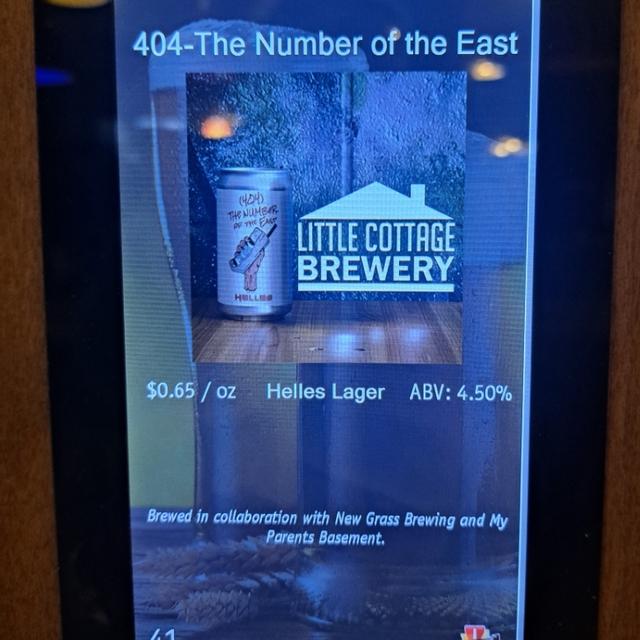 404-The Number of the East
(404)
THE NUMBER
OF THE EAST
HELLES
LITTLE COTTAGE
BREWERY
$0.65 / oz Helles Lager ABV: 4.50%
Brewed in collaboration with New Grass Brewing and My
Parents Basement.
41